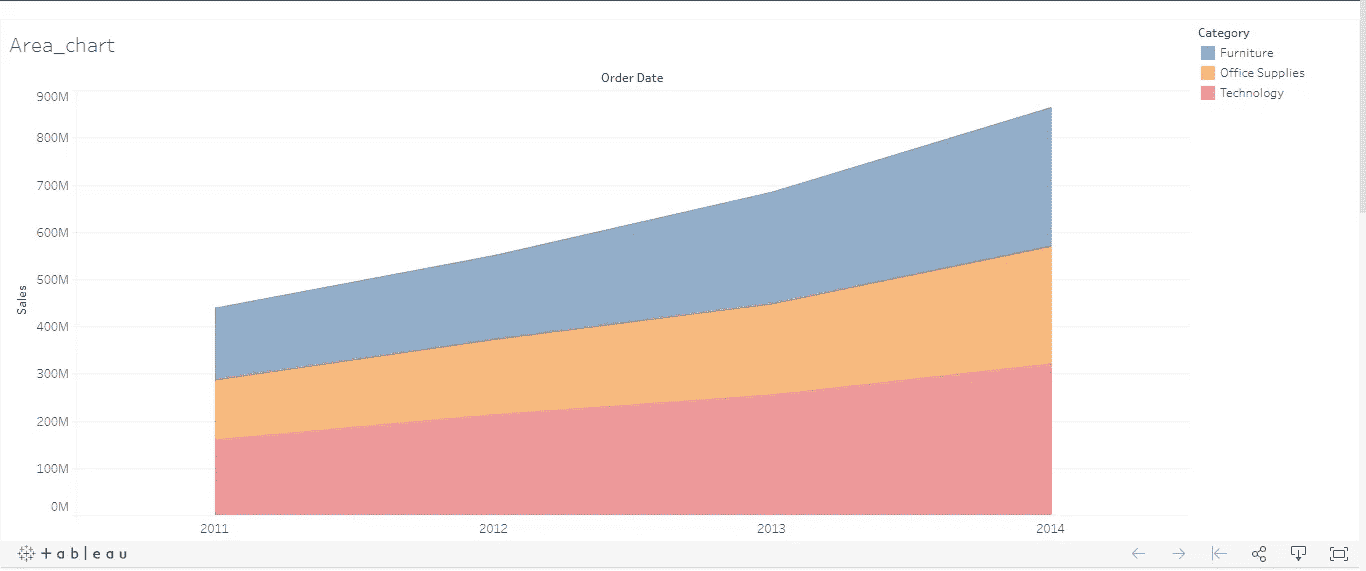 Area_chart
Category
Furniture
Office Supplies
Technology
Order Date
900M
800M
700M
600M
500M
400M
300M
200M
100M
0M
Sales
2011 2012 2013 2014
+ a b | e a u